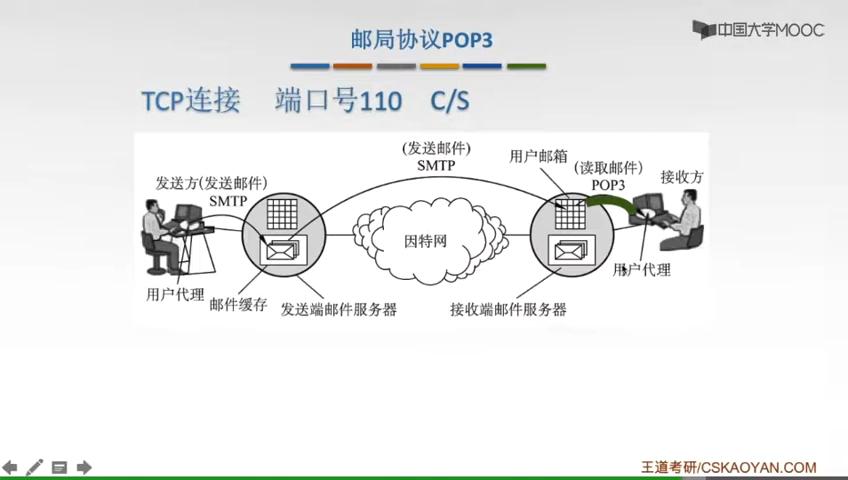 中国大学MOOC
邮局协议POP3
TCP连接 端口号110 C/S
(发送邮件)
SMTP
用户邮箱
(读取邮件)
POP3
接收方
发送方(发送邮件)
SMTP
因特网
用户代理
用户代理
邮件缓存
发送端邮件服务器
接收端邮件服务器
王道考研/CSKAOYAN.COM